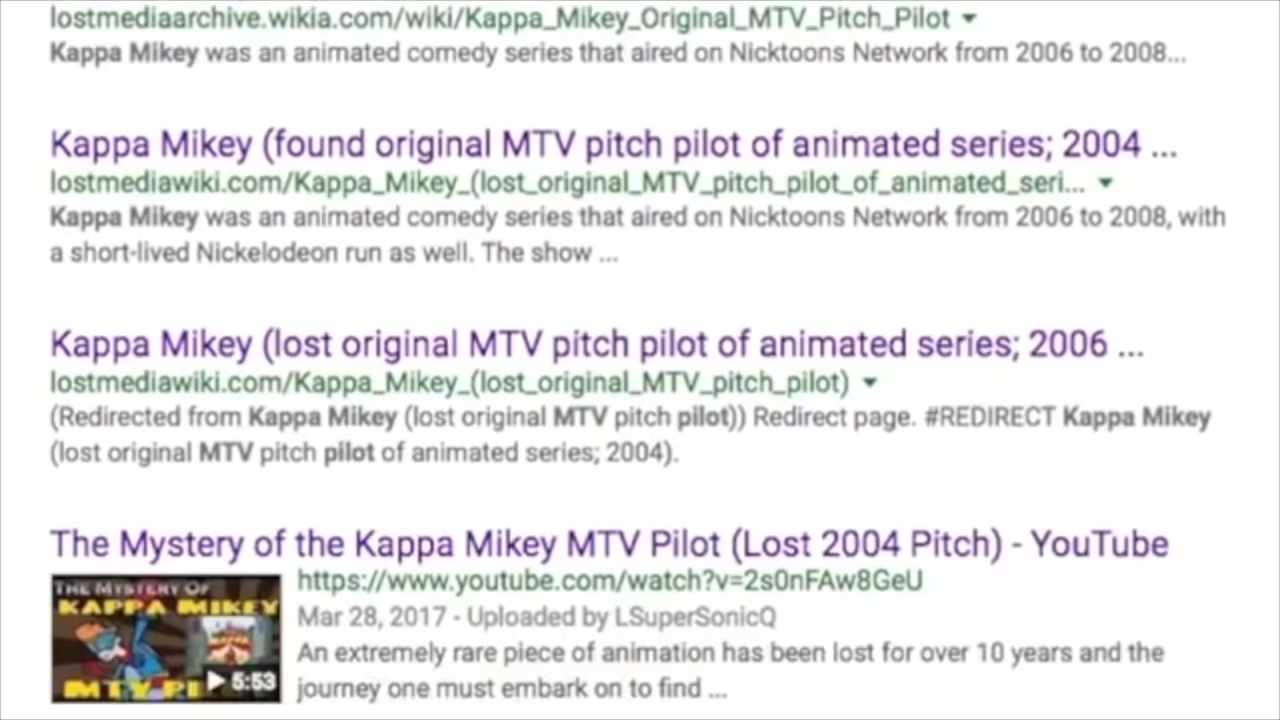 lostmediaarchive.wikia.com/wiki/Kappa_Mikey_Original_MTV_Pitch_Pilot
Kappa Mikey was an animated comedy series that aired on Nicktoons Network from 2006 to 2008...
Kappa Mikey (found original MTV pitch pilot of animated series; 2004 ...
lostmediawiki.com/Kappa_Mikey_(lost_original_MTV_pitch_pilot_of_animated_seri...
Kappa Mikey was an animated comedy series that aired on Nicktoons Network from 2006 to 2008, with
a short-lived Nickelodeon run as well. The show ...
Kappa Mikey (lost original MTV pitch pilot of animated series; 2006 ...
lostmediawiki.com/Kappa_Mikey_(lost_original_MTV_pitch_pilot)
(Redirected from Kappa Mikey (lost original MTV pitch pilot)) Redirect page. #REDIRECT Kappa Mikey
(lost original MTV pitch pilot of animated series; 2004).
The Mystery of the Kappa Mikey MTV Pilot (Lost 2004 Pitch) - YouTube
THE MYSTERY OF
KAPPA MIKEY
MTV PI
5:53
https://www.youtube.com/watch?v=2s0nFAw8GeU
Mar 28, 2017 - Uploaded by LSuperSonicQ
An extremely rare piece of animation has been lost for over 10 years and the
journey one must embark on to find ...